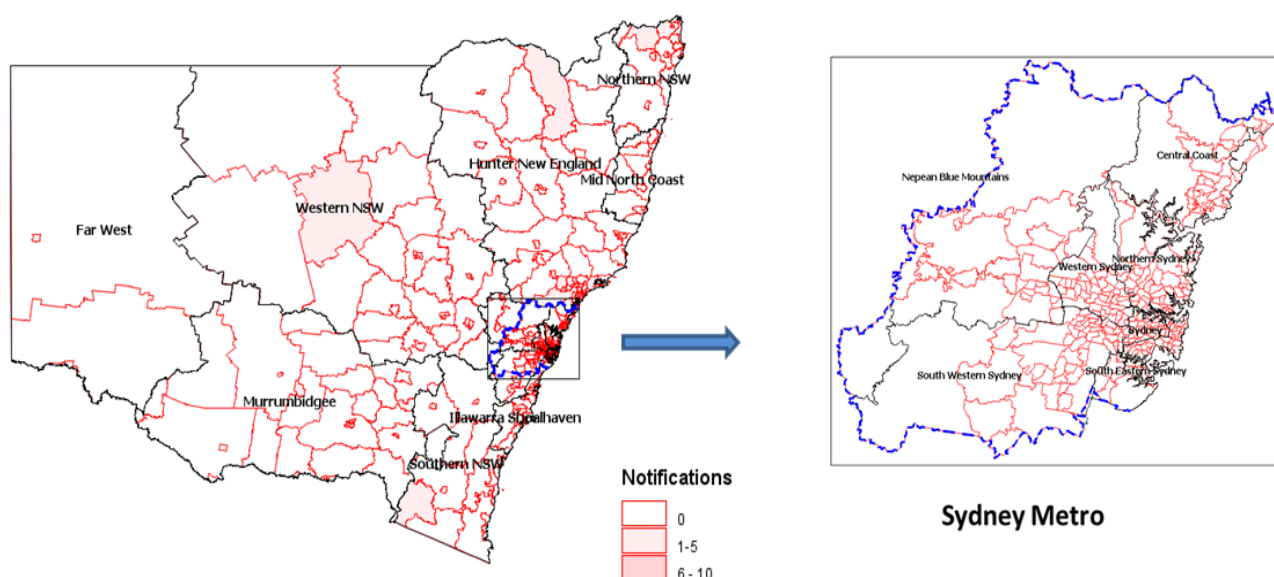 Northern NSW
Hunter New England
Mid North Coast
Western NSW
Far West
Murrumbidgee
Illawarra Shoalhaven
Southern NSW
Notifications
0
1-5
6 - 10
Central Coast
Nepean Blue Mountains
Northern Sydney
Western Sydney
Sydney
South Western Sydney
South Eastern Sydney
Sydney Metro